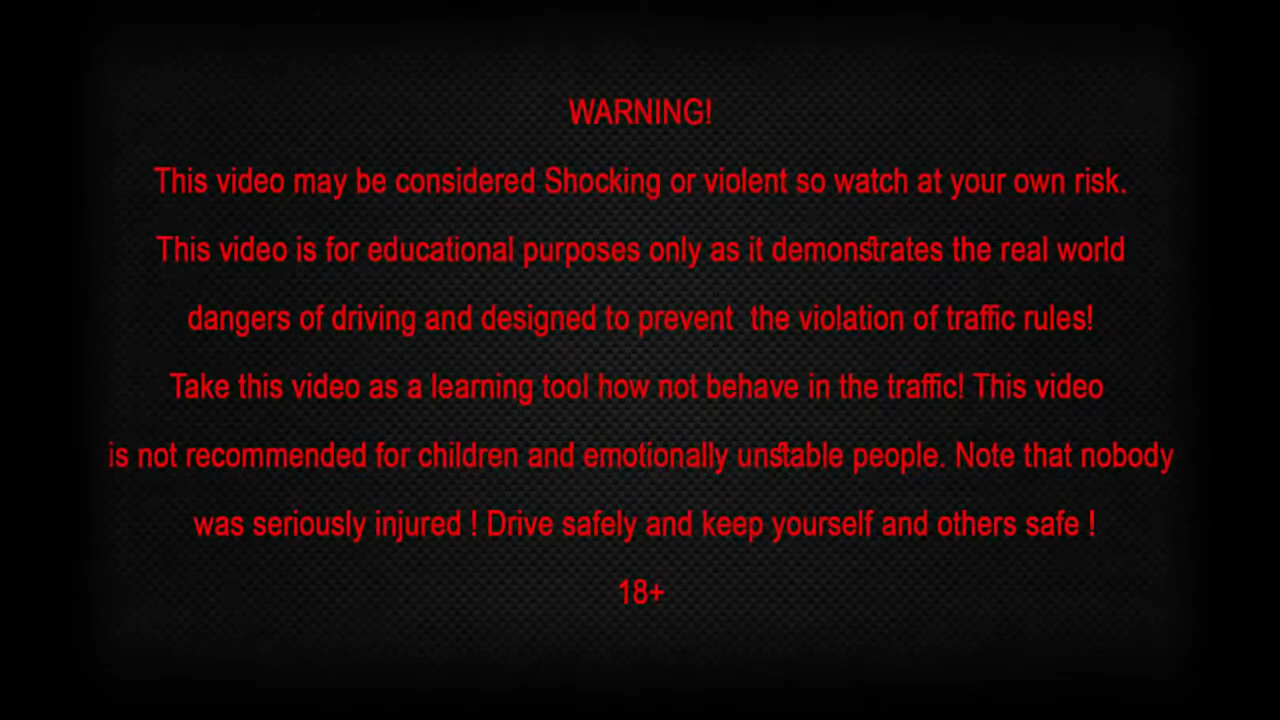 WARNING!
This video may be considered Shocking or violent so watch at your own risk.
This video is for educational purposes only as it demonstrates the real world
dangers of driving and designed to prevent  the violation of traffic rules!
Take this video as a learning tool how not behave in the traffic! This video
is not recommended for children and emotionally unstable people. Note that nobody
was seriously injured ! Drive safely and keep yourself and others safe !
18+